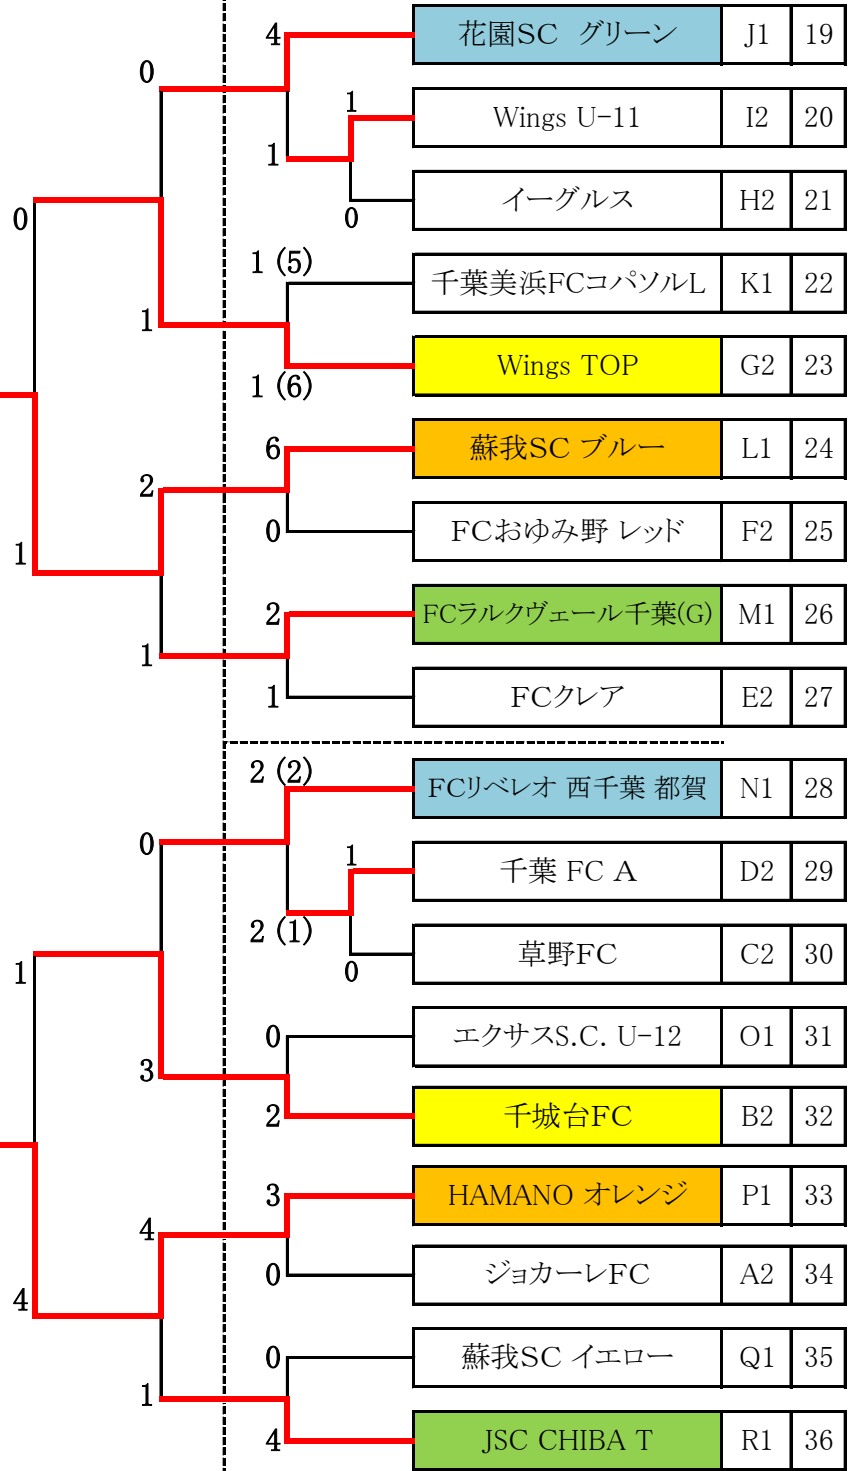 4 花園SC グリーン J1 19
0
1 Wings U-11 I2 20
1
0 イーグルス H2 21
0
1 (5) 千葉美浜FCコパソルL K1 22
1
1 (6) Wings TOP G2 23
6 蘇我SC ブルー L1 24
2
0 FCおゆみ野 レッド F2 25
1
2 FCラルクヴェール千葉(G) M1 26
1
1 FCクレア E2 27
2 (2) FCリベレオ 西千葉 都賀 N1 28
0
1 千葉 FC A D2 29
2 (1)
0 草野FC C2 30
1
0 エクサスS.C. U-12 O1 31
3
2 千城台FC B2 32
3 HAMANO オレンジ P1 33
4
0 ジョカーレFC A2 34
4
0 蘇我SC イエロー Q1 35
1
4 JSC CHIBA T R1 36